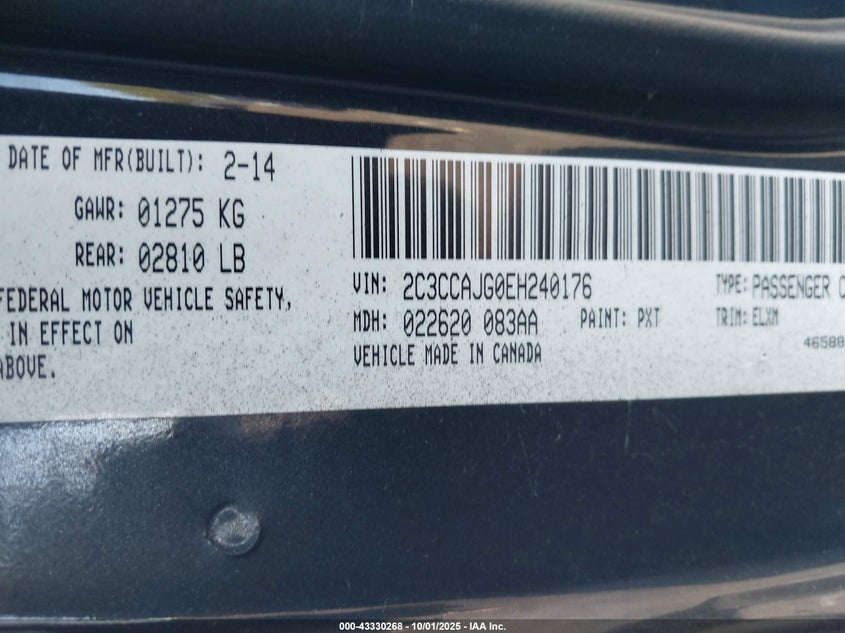 DATE OF MFR(BUILT): 2-14
GAWR: 01275 KG
REAR: 02810 LB
FEDERAL MOTOR VEHICLE SAFETY,
IN EFFECT ON
ABOVE.
VIN: 2C3CCAJG0EH240176 TYPE: PASSENGER C
MDH: 022620 083AA PAINT: PXT TRIM: ELXM
VEHICLE MADE IN CANADA 46588
000-43330268 - 10/01/2025 - IAA Inc.